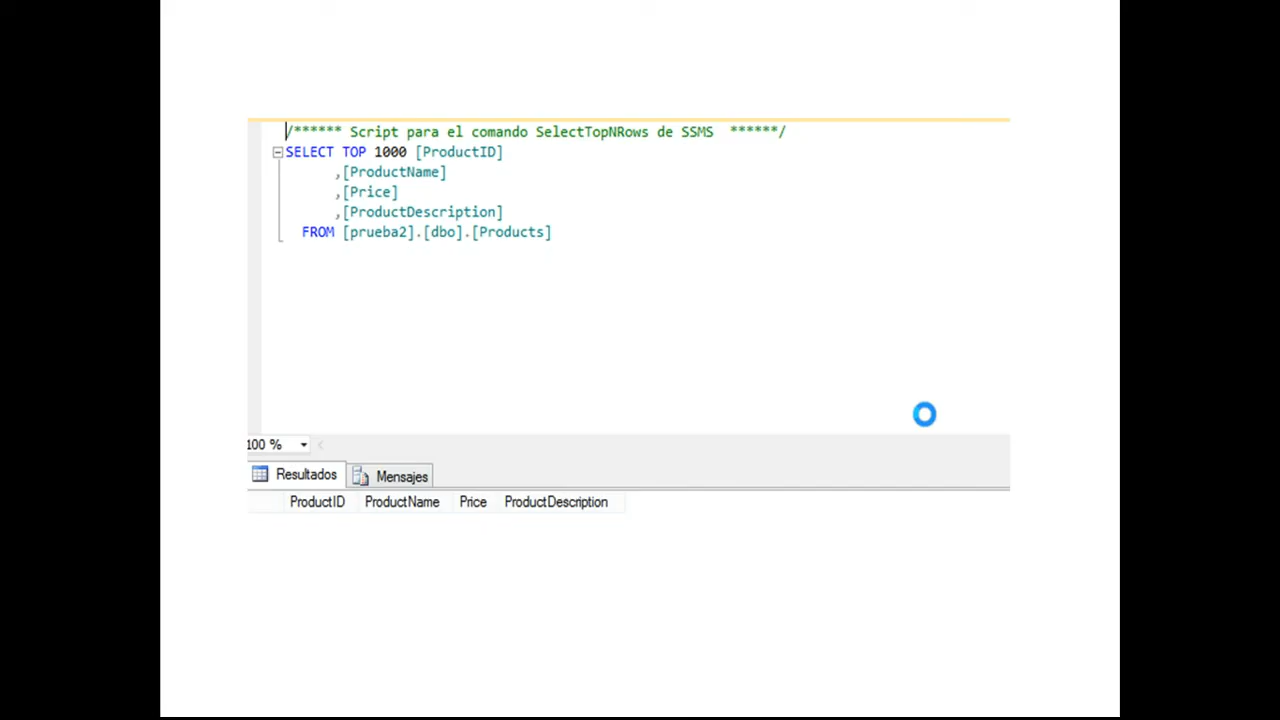 /****** Script para el comando SelectTopNRows de SSMS  ******/
SELECT TOP 1000 [ProductID]
,[ProductName]
,[Price]
,[ProductDescription]
FROM [prueba2].[dbo].[Products]
100 %
Resultados Mensajes
ProductID ProductName Price ProductDescription